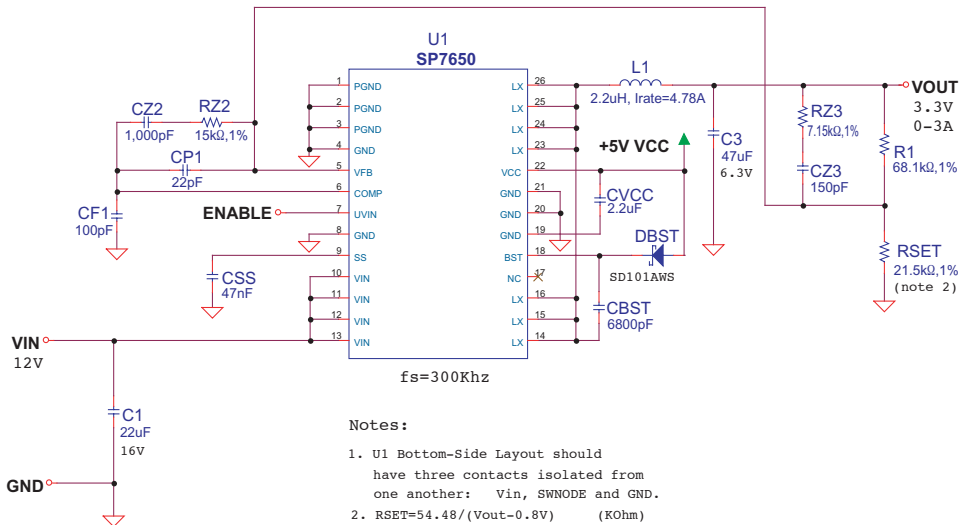 U1
SP7650
1 PGND
2 PGND
3 PGND
4 GND
5 VFB
6 COMP
7 UVIN
8 GND
9 SS
10 VIN
11 VIN
12 VIN
13 VIN
LX 26
LX 25
LX 24
LX 23
VCC 22
GND 21
GND 20
GND 19
BST 18
NC 17
LX 16
LX 15
LX 14
fs=300Khz
CZ2
1,000pF
RZ2
15kΩ,1%
CP1
22pF
CF1
100pF
ENABLE
CSS
47nF
VIN
12V
C1
22uF
16V
GND
L1
2.2uH, Irate=4.78A
+5V VCC
CVCC
2.2uF
DBST
SD101AWS
CBST
6800pF
C3
47uF
6.3V
RZ3
7.15kΩ,1%
CZ3
150pF
VOUT
3.3V
0-3A
R1
68.1kΩ,1%
RSET
21.5kΩ,1%
(note 2)
Notes:
1. U1 Bottom-Side Layout should
have three contacts isolated from
one another: Vin, SWNODE and GND.
2. RSET=54.48/(Vout-0.8V) (KOhm)